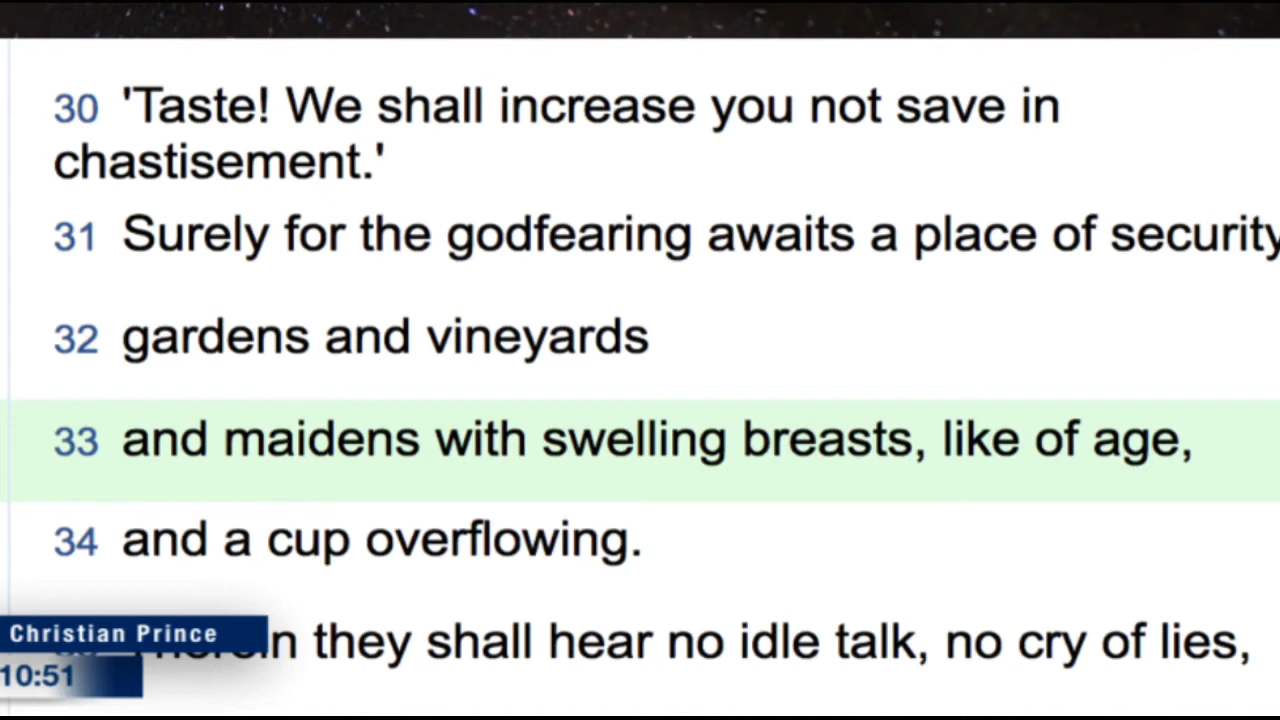 30 'Taste! We shall increase you not save in
chastisement.'
31 Surely for the godfearing awaits a place of security
32 gardens and vineyards
33 and maidens with swelling breasts, like of age,
34 and a cup overflowing.
they shall hear no idle talk, no cry of lies,
Christian Prince
10:51